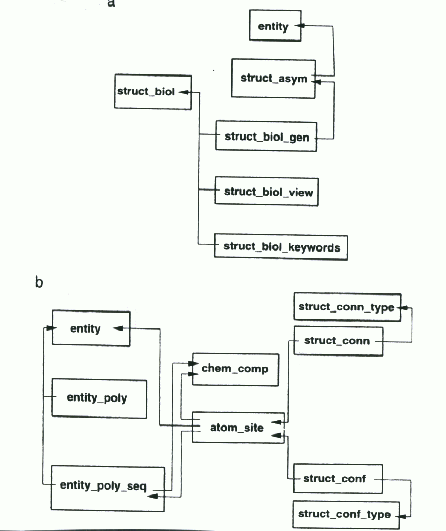 a
entity
struct_asym
struct_biol
struct_biol_gen
struct_biol_view
struct_biol_keywords
b
struct_conn_type
entity
struct_conn
chem_comp
entity_poly
atom_site
entity_poly_seq
struct_conf
struct_conf_type